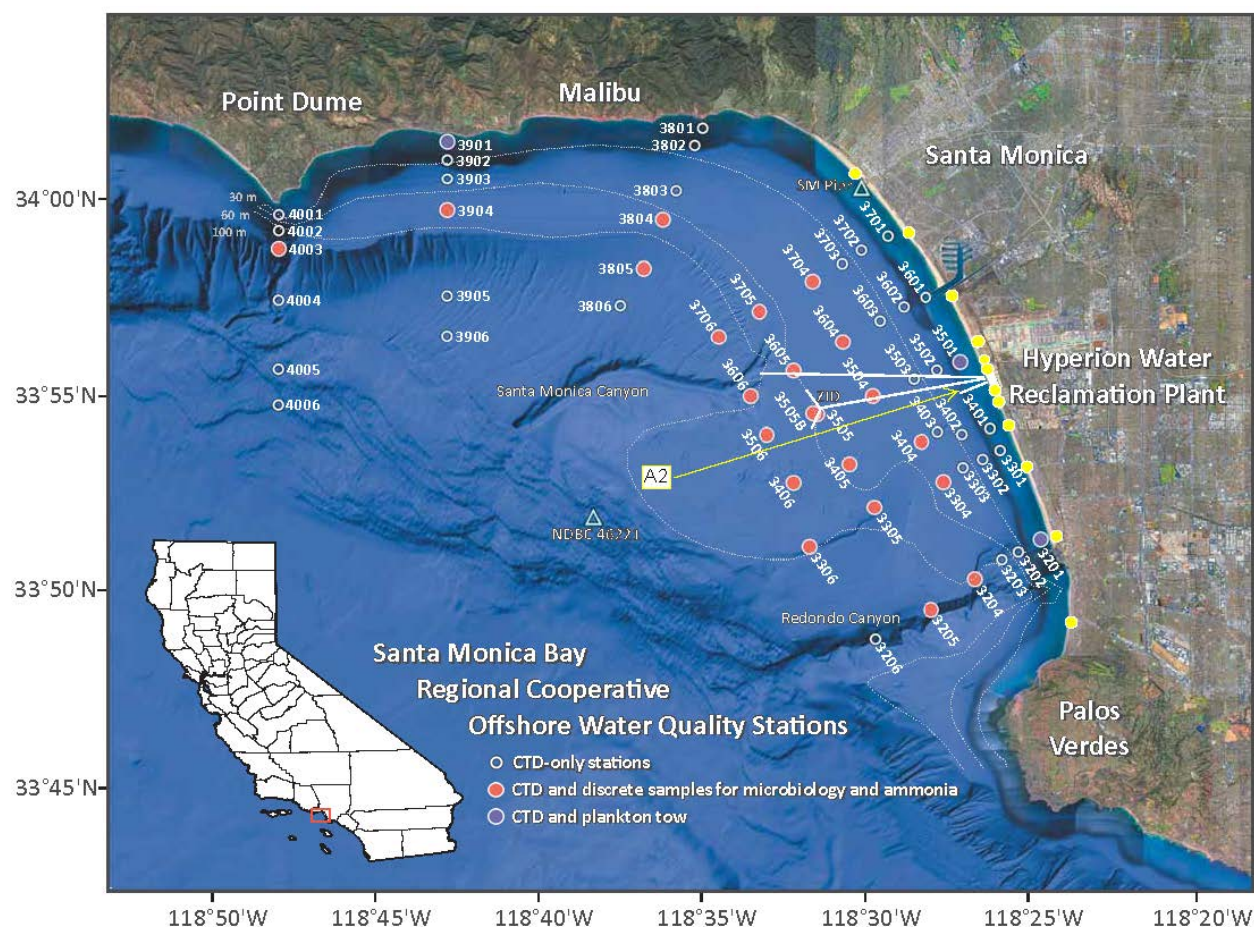 Point Dume
Malibu
Santa Monica
Hyperion Water
Reclamation Plant
Palos
Verdes
34°00'N
33°55'N
33°50'N
33°45'N
30 m
60 m
100 m
4001
4002
4003
4004
4005
4006
3901
3902
3903
3904
3905
3906
3801
3802
3803
3804
3805
3806
3701
3702
3703
3704
3705
3706
3601
3602
3603
3604
3605
3606
3501
3502
3503
3504
3505
3505B
3506
ZID
3401
3402
3403
3404
3405
3406
3301
3302
3303
3304
3305
3306
3201
3202
3203
3204
3205
3206
A2
Santa Monica Canyon
NDBC 46221
Redondo Canyon
Santa Monica Bay
Regional Cooperative
Offshore Water Quality Stations
CTD-only stations
CTD and discrete samples for microbiology and ammonia
CTD and plankton tow
118°50'W
118°45'W
118°40'W
118°35'W
118°30'W
118°25'W
118°20'W